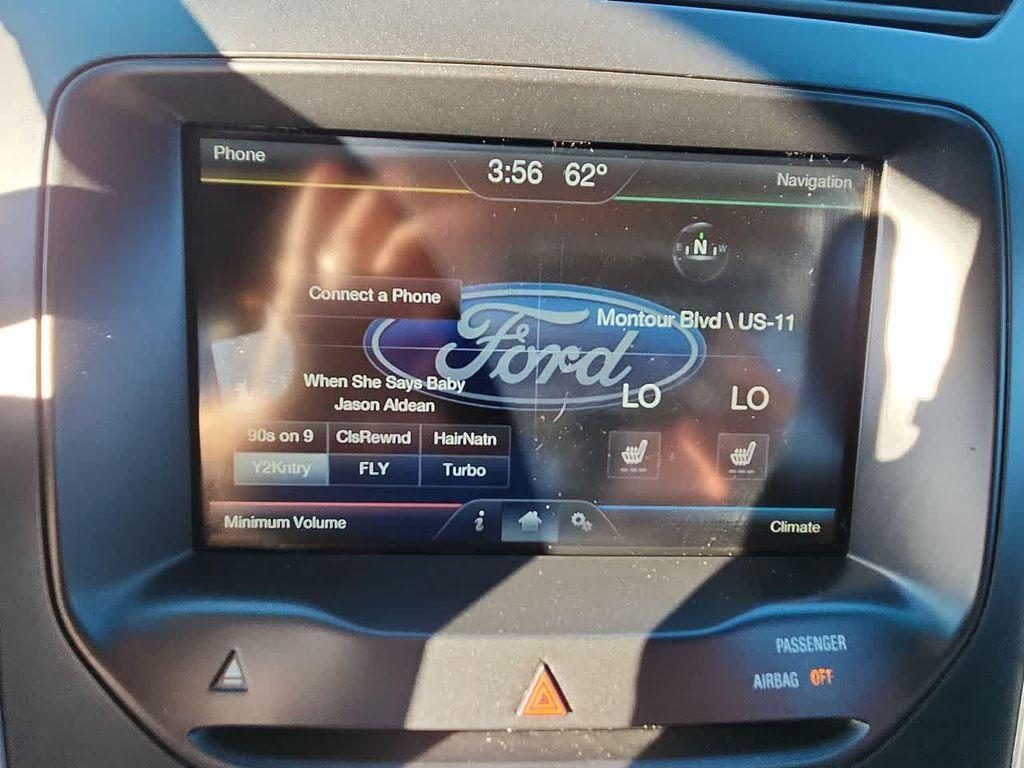 Phone
3:56 62°
Navigation
E N W
Connect a Phone
Ford
Montour Blvd \ US-11
When She Says Baby
Jason Aldean
LO LO
90s on 9 ClsRewnd HairNatn
Y2Kntry FLY Turbo
Minimum Volume
i
Climate
PASSENGER
AIRBAG OFF